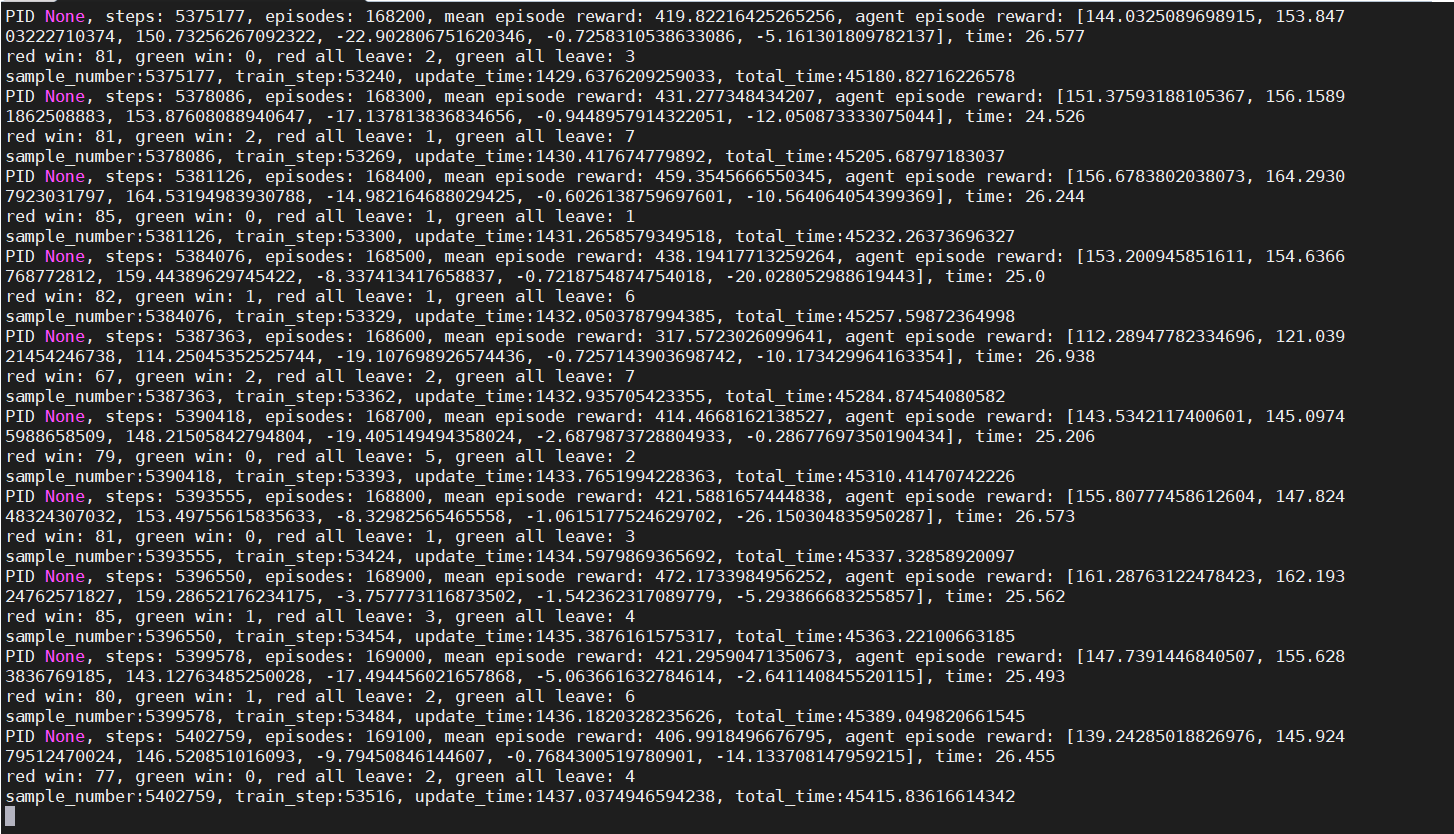 PID None, steps: 5375177, episodes: 168200, mean episode reward: 419.82216425265256, agent episode reward: [144.0325089698915, 153.847
03222710374, 150.73256267092322, -22.902806751620346, -0.7258310538633086, -5.161301809782137], time: 26.577
red win: 81, green win: 0, red all leave: 2, green all leave: 3
sample_number:5375177, train_step:53240, update_time:1429.6376209259033, total_time:45180.82716226578
PID None, steps: 5378086, episodes: 168300, mean episode reward: 431.277348434207, agent episode reward: [151.37593188105367, 156.1589
1862508883, 153.87608088940647, -17.137813836834656, -0.9448957914322051, -12.050873333075044], time: 24.526
red win: 81, green win: 2, red all leave: 1, green all leave: 7
sample_number:5378086, train_step:53269, update_time:1430.417674779892, total_time:45205.68797183037
PID None, steps: 5381126, episodes: 168400, mean episode reward: 459.3545666550345, agent episode reward: [156.6783802038073, 164.2930
7923031797, 164.53194983930788, -14.982164688029425, -0.6026138759697601, -10.564064054399369], time: 26.244
red win: 85, green win: 0, red all leave: 1, green all leave: 1
sample_number:5381126, train_step:53300, update_time:1431.2658579349518, total_time:45232.26373696327
PID None, steps: 5384076, episodes: 168500, mean episode reward: 438.19417713259264, agent episode reward: [153.200945851611, 154.6366
768772812, 159.44389629745422, -8.337413417658837, -0.7218754874754018, -20.028052988619443], time: 25.0
red win: 82, green win: 1, red all leave: 1, green all leave: 6
sample_number:5384076, train_step:53329, update_time:1432.0503787994385, total_time:45257.59872364998
PID None, steps: 5387363, episodes: 168600, mean episode reward: 317.5723026099641, agent episode reward: [112.28947782334696, 121.039
21454246738, 114.25045352525744, -19.107698926574436, -0.7257143903698742, -10.173429964163354], time: 26.938
red win: 67, green win: 2, red all leave: 2, green all leave: 7
sample_number:5387363, train_step:53362, update_time:1432.935705423355, total_time:45284.87454080582
PID None, steps: 5390418, episodes: 168700, mean episode reward: 414.4668162138527, agent episode reward: [143.5342117400601, 145.0974
5988658509, 148.21505842794804, -19.405149494358024, -2.6879873728804933, -0.28677697350190434], time: 25.206
red win: 79, green win: 0, red all leave: 5, green all leave: 2
sample_number:5390418, train_step:53393, update_time:1433.7651994228363, total_time:45310.41470742226
PID None, steps: 5393555, episodes: 168800, mean episode reward: 421.5881657444838, agent episode reward: [155.80777458612604, 147.824
48324307032, 153.49755615835633, -8.32982565465558, -1.0615177524629702, -26.150304835950287], time: 26.573
red win: 81, green win: 0, red all leave: 1, green all leave: 3
sample_number:5393555, train_step:53424, update_time:1434.5979869365692, total_time:45337.32858920097
PID None, steps: 5396550, episodes: 168900, mean episode reward: 472.1733984956252, agent episode reward: [161.28763122478423, 162.193
24762571827, 159.28652176234175, -3.757773116873502, -1.542362317089779, -5.293866683255857], time: 25.562
red win: 85, green win: 1, red all leave: 3, green all leave: 4
sample_number:5396550, train_step:53454, update_time:1435.3876161575317, total_time:45363.22100663185
PID None, steps: 5399578, episodes: 169000, mean episode reward: 421.29590471350673, agent episode reward: [147.7391446840507, 155.628
3836769185, 143.12763485250028, -17.494456021657868, -5.063661632784614, -2.641140845520115], time: 25.493
red win: 80, green win: 1, red all leave: 2, green all leave: 6
sample_number:5399578, train_step:53484, update_time:1436.1820328235626, total_time:45389.049820661545
PID None, steps: 5402759, episodes: 169100, mean episode reward: 406.9918496676795, agent episode reward: [139.24285018826976, 145.924
79512470024, 146.520851016093, -9.79450846144607, -0.7684300519780901, -14.133708147959215], time: 26.455
red win: 77, green win: 0, red all leave: 2, green all leave: 4
sample_number:5402759, train_step:53516, update_time:1437.0374946594238, total_time:45415.83616614342